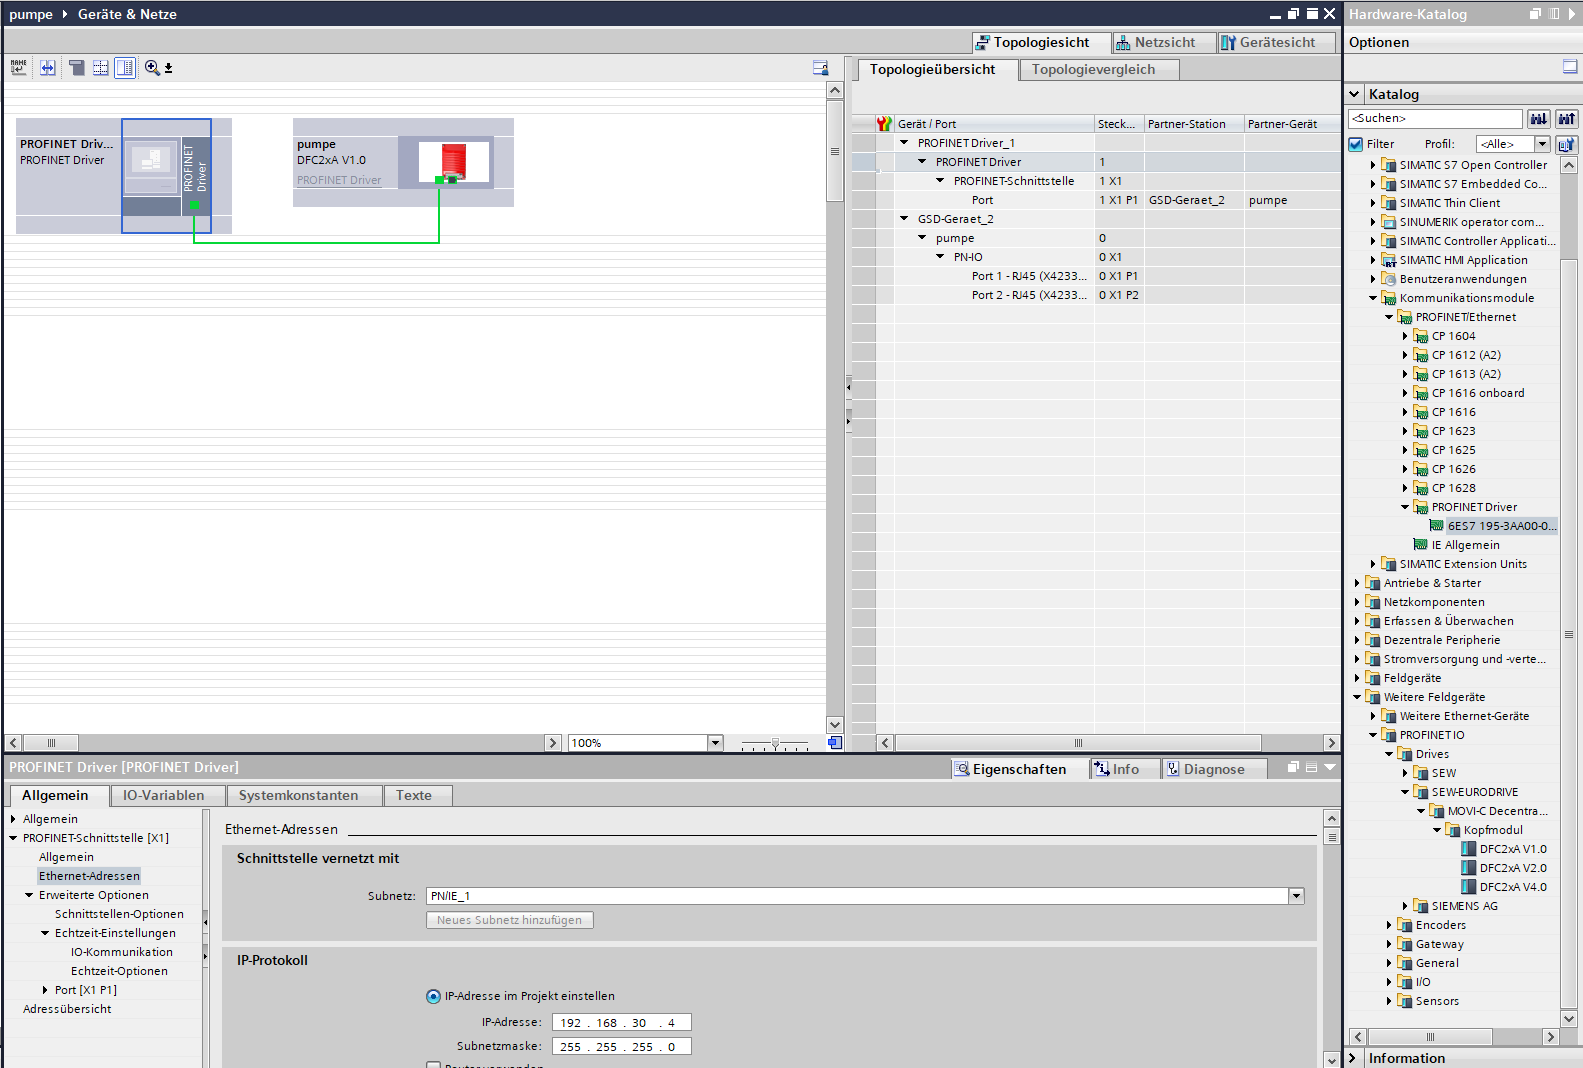 pumpe
Geräte & Netze
Topologiesicht
Netzsicht
Gerätesicht
PROFINET Driv...
PROFINET Driver
PROFINET Driver
pumpe
DFC2xA V1.0
PROFINET Driver
100%
Topologieübersicht
Topologievergleich
Gerät / Port
Steck...
Partner-Station
Partner-Gerät
PROFINET Driver_1
PROFINET Driver
1
PROFINET-Schnittstelle
1 X1
Port
1 X1 P1
GSD-Geraet_2
pumpe
GSD-Geraet_2
pumpe
0
PN-IO
0 X1
Port 1 - RJ45 (X4233...
0 X1 P1
Port 2 - RJ45 (X4233...
0 X1 P2
PROFINET Driver [PROFINET Driver]
Eigenschaften
Info
Diagnose
Allgemein
IO-Variablen
Systemkonstanten
Texte
Allgemein
PROFINET-Schnittstelle [X1]
Allgemein
Ethernet-Adressen
Erweiterte Optionen
Schnittstellen-Optionen
Echtzeit-Einstellungen
IO-Kommunikation
Echtzeit-Optionen
Port [X1 P1]
Adressübersicht
Ethernet-Adressen
Schnittstelle vernetzt mit
Subnetz:
PN/IE_1
Neues Subnetz hinzufügen
IP-Protokoll
IP-Adresse im Projekt einstellen
IP-Adresse:
192 . 168 . 30 . 4
Subnetzmaske:
255 . 255 . 255 . 0
Hardware-Katalog
Optionen
Katalog
<Suchen>
Filter
Profil:
<Alle>
SIMATIC S7 Open Controller
SIMATIC S7 Embedded Co...
SIMATIC Thin Client
SINUMERIK operator com...
SIMATIC Controller Applicati...
SIMATIC HMI Application
Benutzeranwendungen
Kommunikationsmodule
PROFINET/Ethernet
CP 1604
CP 1612 (A2)
CP 1613 (A2)
CP 1616 onboard
CP 1616
CP 1623
CP 1625
CP 1626
CP 1628
PROFINET Driver
6ES7 195-3AA00-0...
IE Allgemein
SIMATIC Extension Units
Antriebe & Starter
Netzkomponenten
Erfassen & Überwachen
Dezentrale Peripherie
Stromversorgung und -verte...
Feldgeräte
Weitere Feldgeräte
Weitere Ethernet-Geräte
PROFINET IO
Drives
SEW
SEW-EURODRIVE
MOVI-C Decentra...
Kopfmodul
DFC2xA V1.0
DFC2xA V2.0
DFC2xA V4.0
SIEMENS AG
Encoders
Gateway
General
I/O
Sensors
Information